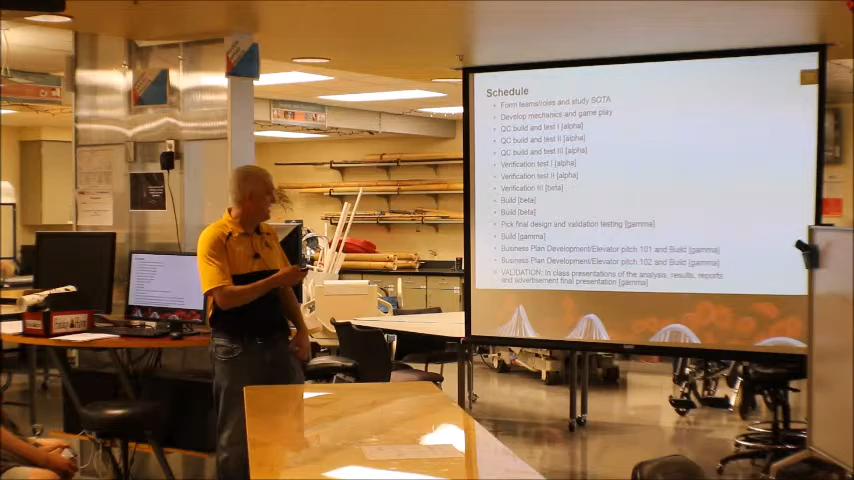 Schedule
• Form teams/roles and study SOTA
• Develop mechanics and game play
• QC build and test I [alpha]
• QC build and test II [alpha]
• QC build and test III [alpha]
• Verification test I [alpha]
• Verification test II [alpha]
• Verification test III [beta]
• Build [beta]
• Build [beta]
• Pick final design and validation testing [gamma]
• Build [gamma]
• Business Plan Development/Elevator pitch 101 and Build [gamma]
• Business Plan Development/Elevator pitch 102 and Build [gamma]
• VALIDATION: In class presentations of the analysis, results, reports
and advertisement final presentation [gamma]